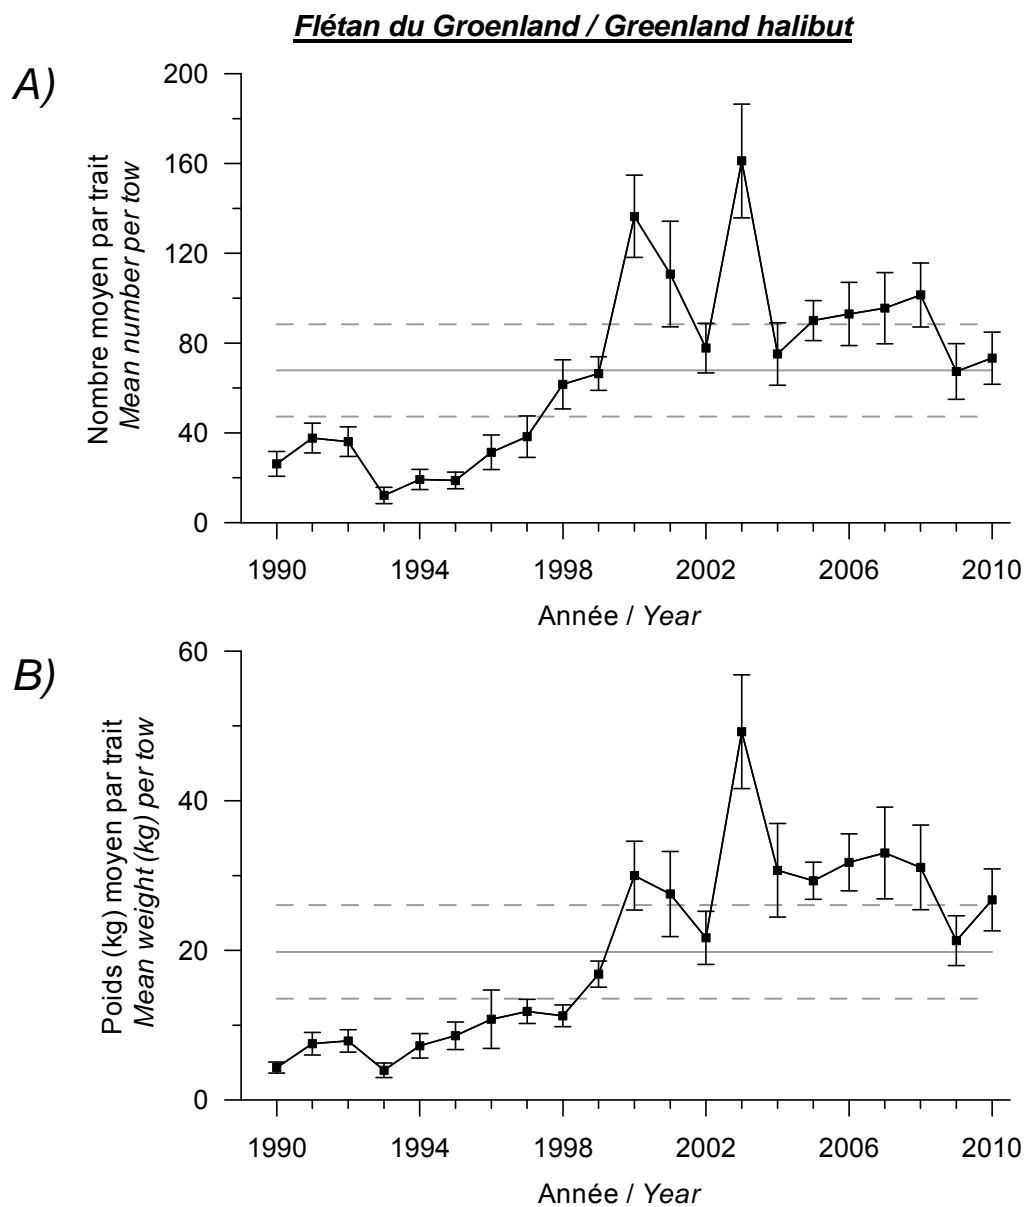 Flétan du Groenland / Greenland halibut
A)
Nombre moyen par trait
Mean number per tow
200
160
120
80
40
0
1990 1994 1998 2002 2006 2010
Année / Year
B)
Poids (kg) moyen par trait
Mean weight (kg) per tow
60
40
20
0
1990 1994 1998 2002 2006 2010
Année / Year